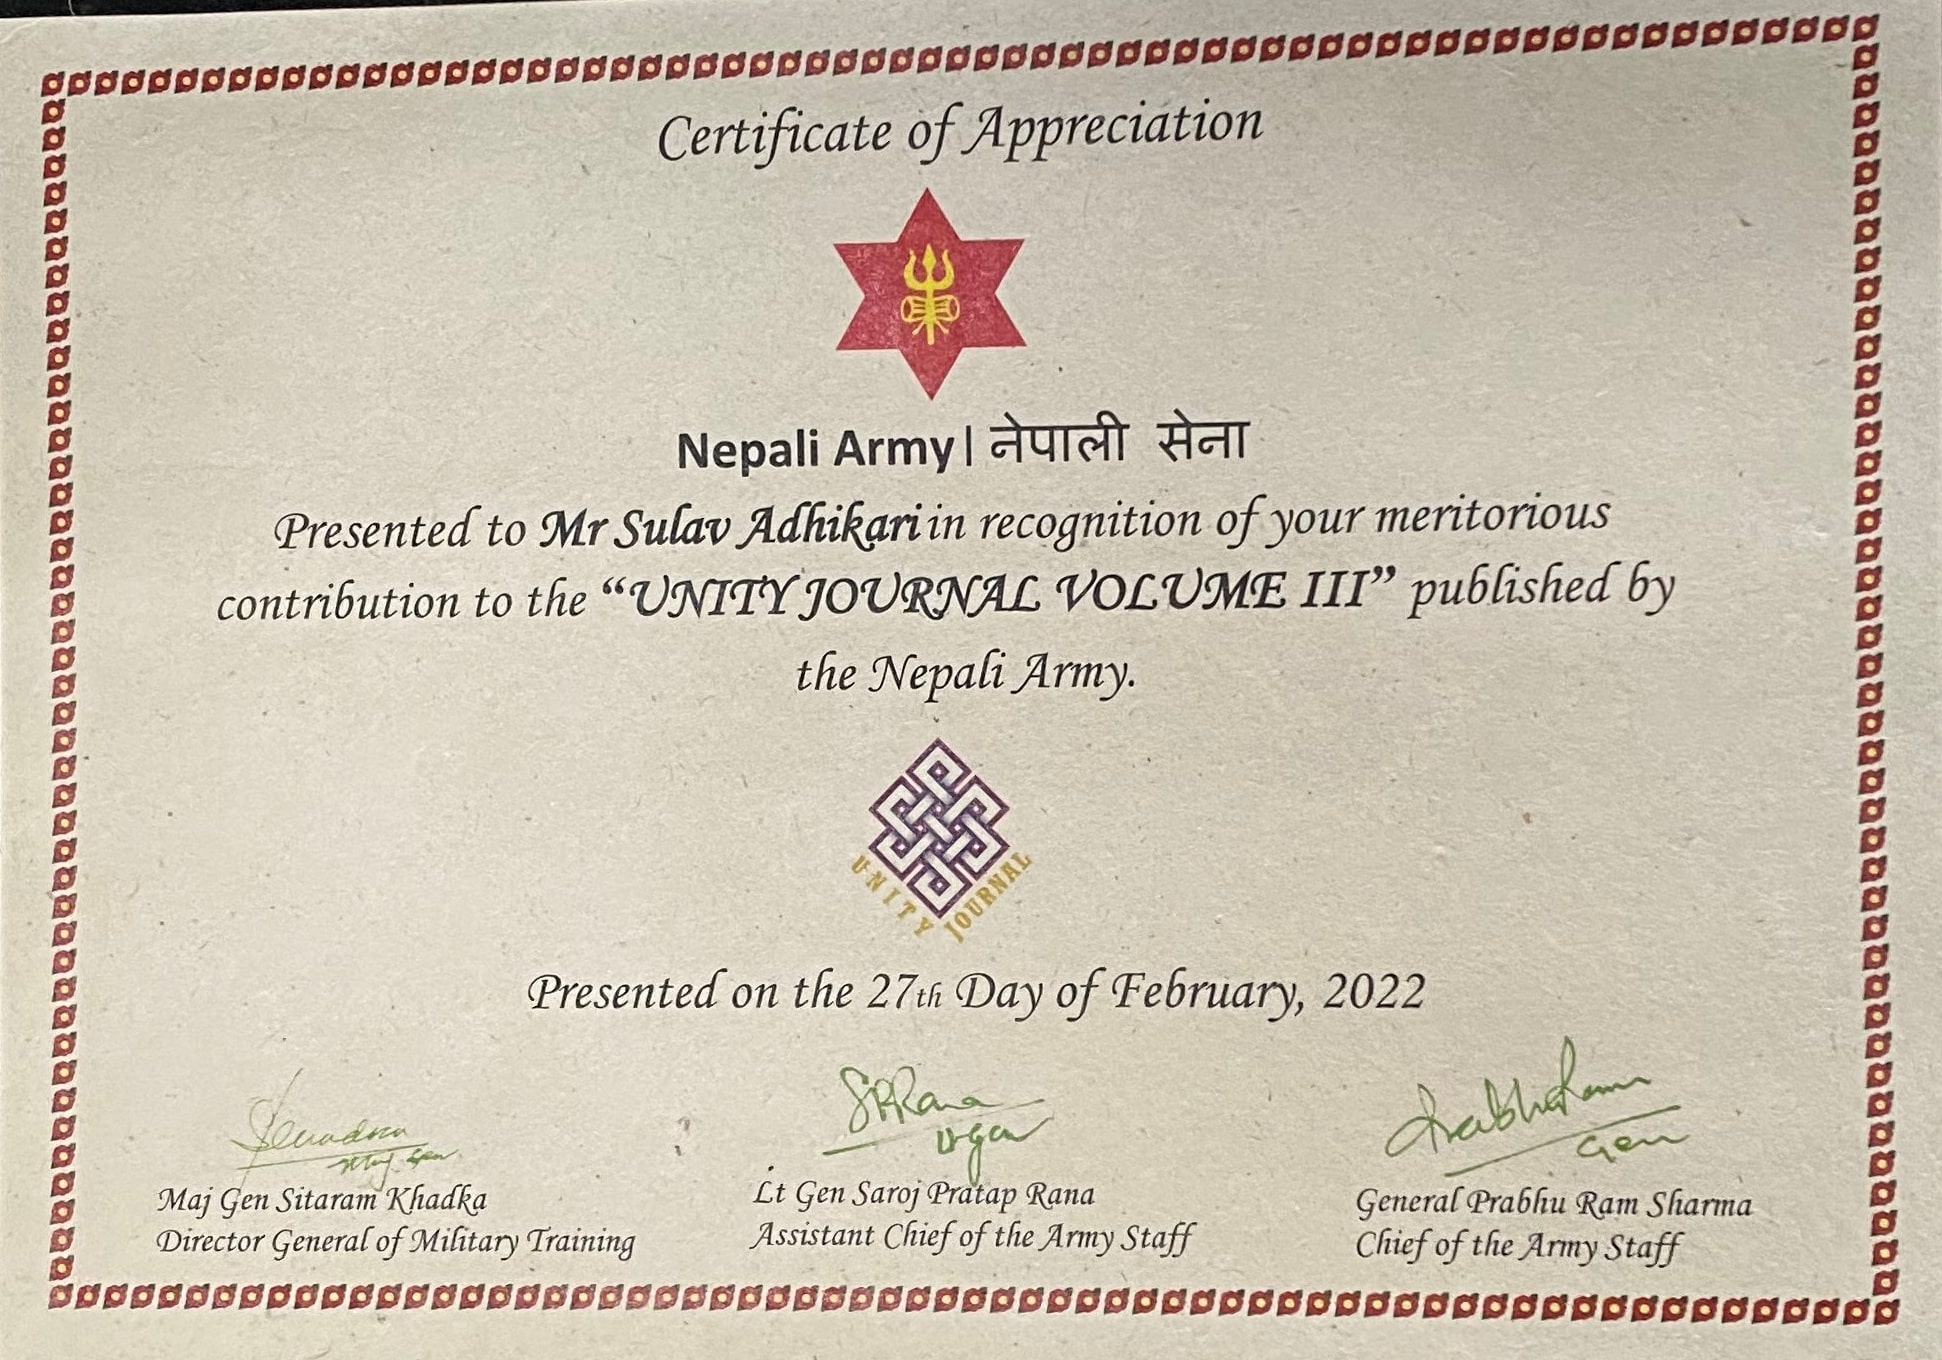 Certificate of Appreciation
Nepali Army| नेपाली सेना
Presented to Mr Sulav Adhikari in recognition of your meritorious
contribution to the “UNITY JOURNAL VOLUME III” published by
the Nepali Army.
UNITY JOURNAL
Presented on the 27th Day of February, 2022
SPRana
Gen
Maj Gen Sitaram Khadka
Director General of Military Training
Lt Gen Saroj Pratap Rana
Assistant Chief of the Army Staff
General Prabhu Ram Sharma
Chief of the Army Staff